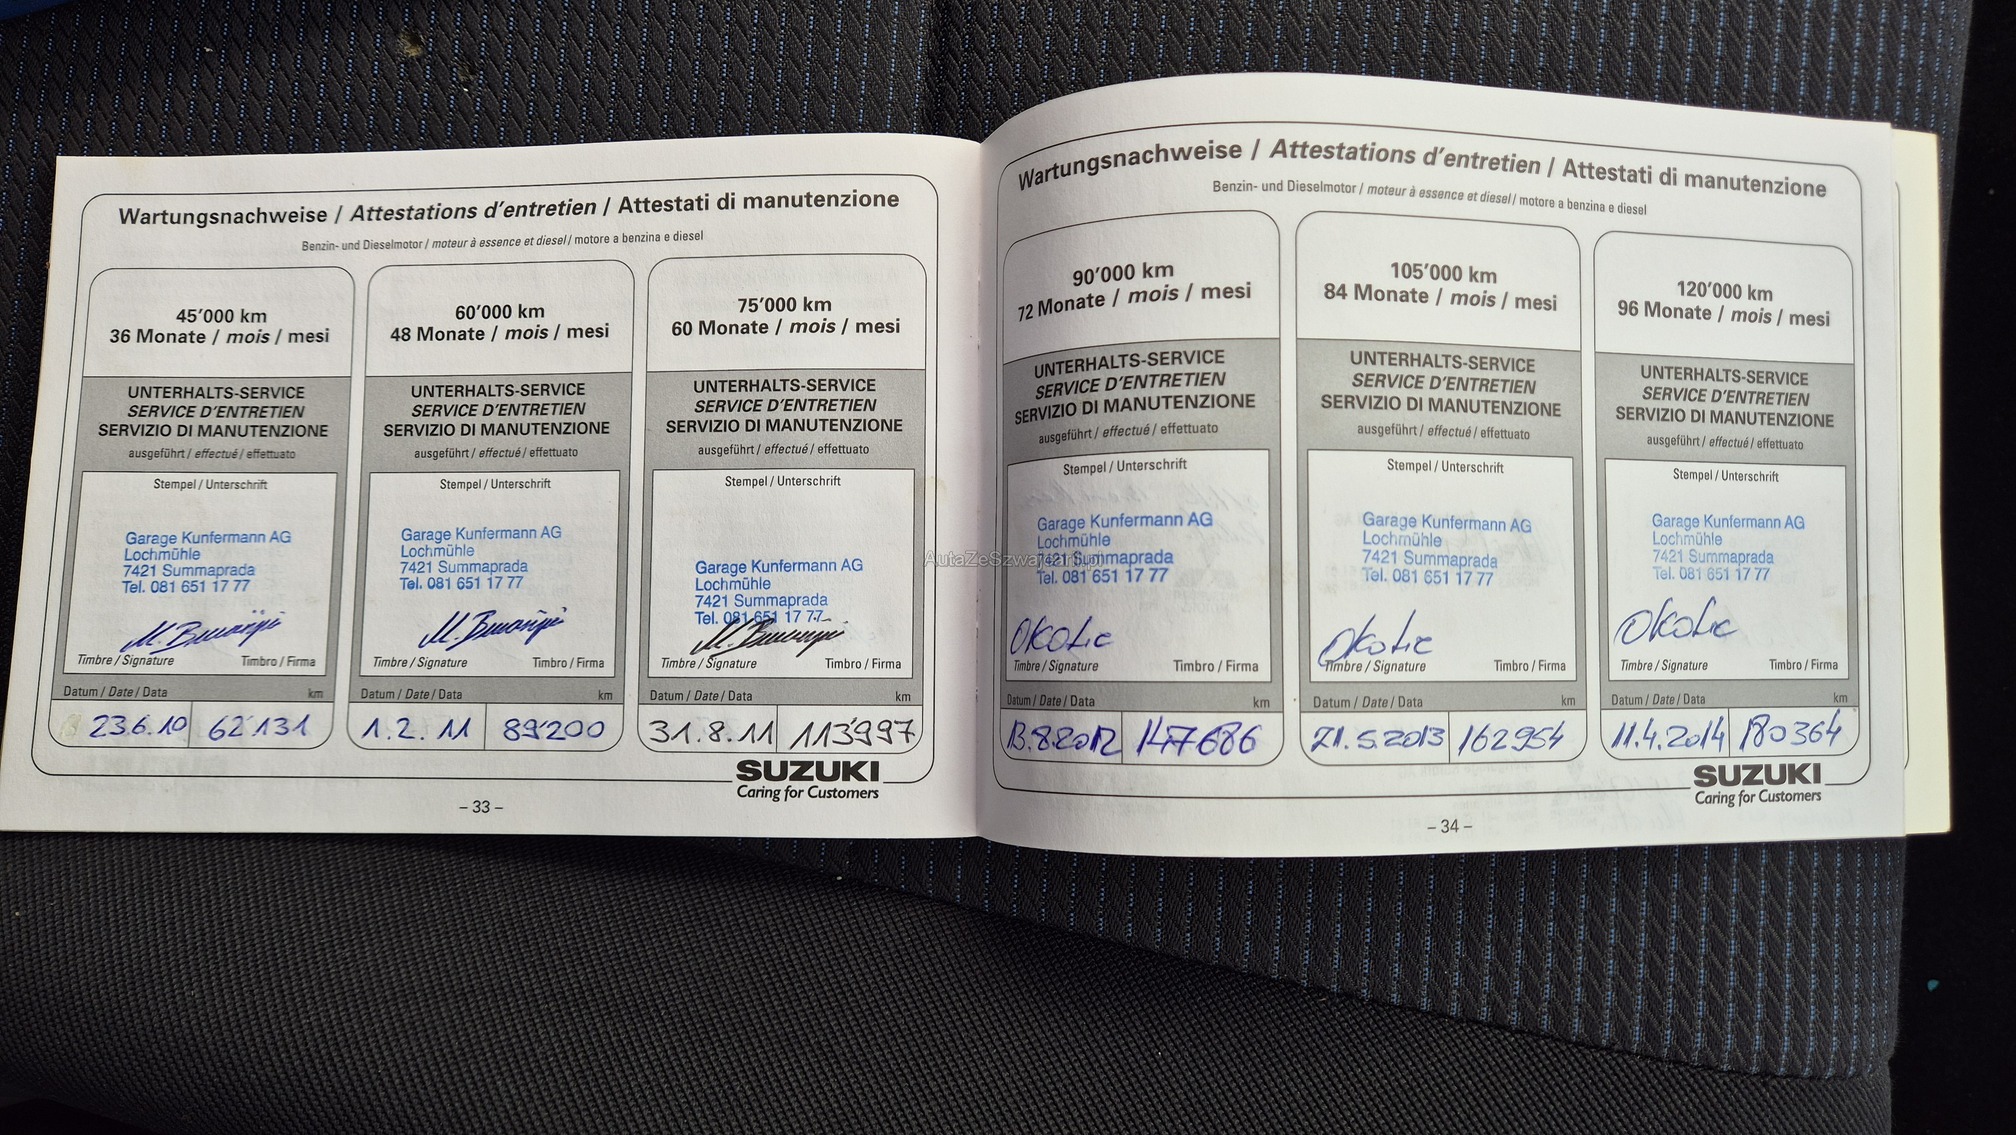 Wartungsnachweise / Attestations d'entretien / Attestati di manutenzione
Benzin- und Dieselmotor / moteur à essence et diesel / motore a benzina e diesel
45'000 km
36 Monate / mois / mesi
UNTERHALTS-SERVICE
SERVICE D'ENTRETIEN
SERVIZIO DI MANUTENZIONE
ausgeführt / effectué / effettuato
Stempel / Unterschrift
Garage Kunfermann AG
Lochmühle
7421 Summaprada
Tel. 081 651 17 77
Timbre / Signature Timbro / Firma
Datum / Date / Data km
23.6.10 62'131
60'000 km
48 Monate / mois / mesi
UNTERHALTS-SERVICE
SERVICE D'ENTRETIEN
SERVIZIO DI MANUTENZIONE
ausgeführt / effectué / effettuato
Stempel / Unterschrift
Garage Kunfermann AG
Lochmühle
7421 Summaprada
Tel. 081 651 17 77
Timbre / Signature Timbro / Firma
Datum / Date / Data km
1.2.11 89'200
75'000 km
60 Monate / mois / mesi
UNTERHALTS-SERVICE
SERVICE D'ENTRETIEN
SERVIZIO DI MANUTENZIONE
ausgeführt / effectué / effettuato
Stempel / Unterschrift
Garage Kunfermann AG
Lochmühle
7421 Summaprada
Tel. 081 651 17 77
Timbre / Signature Timbro / Firma
Datum / Date / Data km
31.8.11 113'997
SUZUKI
Caring for Customers
– 33 –
Wartungsnachweise / Attestations d'entretien / Attestati di manutenzione
Benzin- und Dieselmotor / moteur à essence et diesel / motore a benzina e diesel
90'000 km
72 Monate / mois / mesi
UNTERHALTS-SERVICE
SERVICE D'ENTRETIEN
SERVIZIO DI MANUTENZIONE
ausgeführt / effectué / effettuato
Stempel / Unterschrift
Garage Kunfermann AG
Lochmühle
7421 Summaprada
Tel. 081 651 17 77
Timbre / Signature Timbro / Firma
Datum / Date / Data km
13.8.2012 147686
105'000 km
84 Monate / mois / mesi
UNTERHALTS-SERVICE
SERVICE D'ENTRETIEN
SERVIZIO DI MANUTENZIONE
ausgeführt / effectué / effettuato
Stempel / Unterschrift
Garage Kunfermann AG
Lochmühle
7421 Summaprada
Tel. 081 651 17 77
Timbre / Signature Timbro / Firma
Datum / Date / Data km
21.5.2013 162954
120'000 km
96 Monate / mois / mesi
UNTERHALTS-SERVICE
SERVICE D'ENTRETIEN
SERVIZIO DI MANUTENZIONE
ausgeführt / effectué / effettuato
Stempel / Unterschrift
Garage Kunfermann AG
Lochmühle
7421 Summaprada
Tel. 081 651 17 77
Timbre / Signature Timbro / Firma
Datum / Date / Data km
11.4.2014 180364
SUZUKI
Caring for Customers
– 34 –